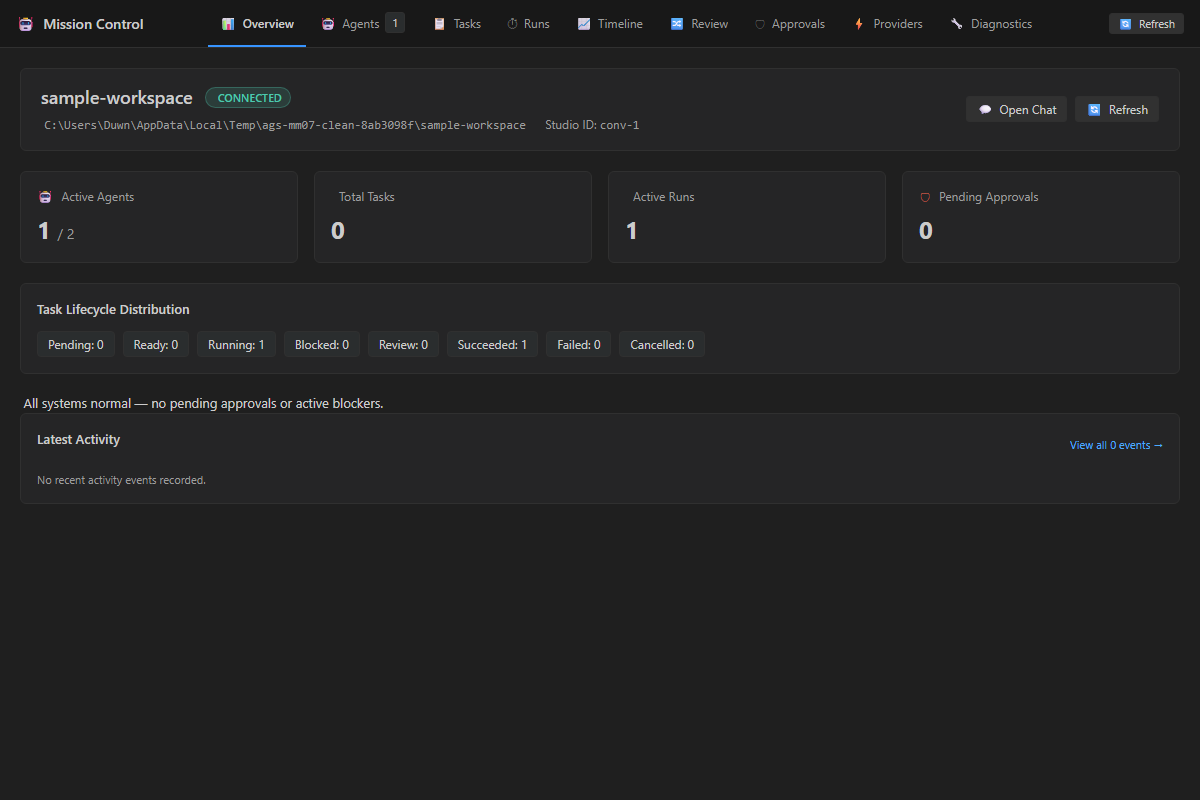 Mission Control Overview Agents 1 Tasks Runs Timeline Review Approvals Providers Diagnostics Refresh
sample-workspace CONNECTED
C:\Users\Duwn\AppData\Local\Temp\ags-mm07-clean-8ab3098f\sample-workspace Studio ID: conv-1
Open Chat Refresh
Active Agents
1 / 2
Total Tasks
0
Active Runs
1
Pending Approvals
0
Task Lifecycle Distribution
Pending: 0 Ready: 0 Running: 1 Blocked: 0 Review: 0 Succeeded: 1 Failed: 0 Cancelled: 0
All systems normal — no pending approvals or active blockers.
Latest Activity
View all 0 events →
No recent activity events recorded.